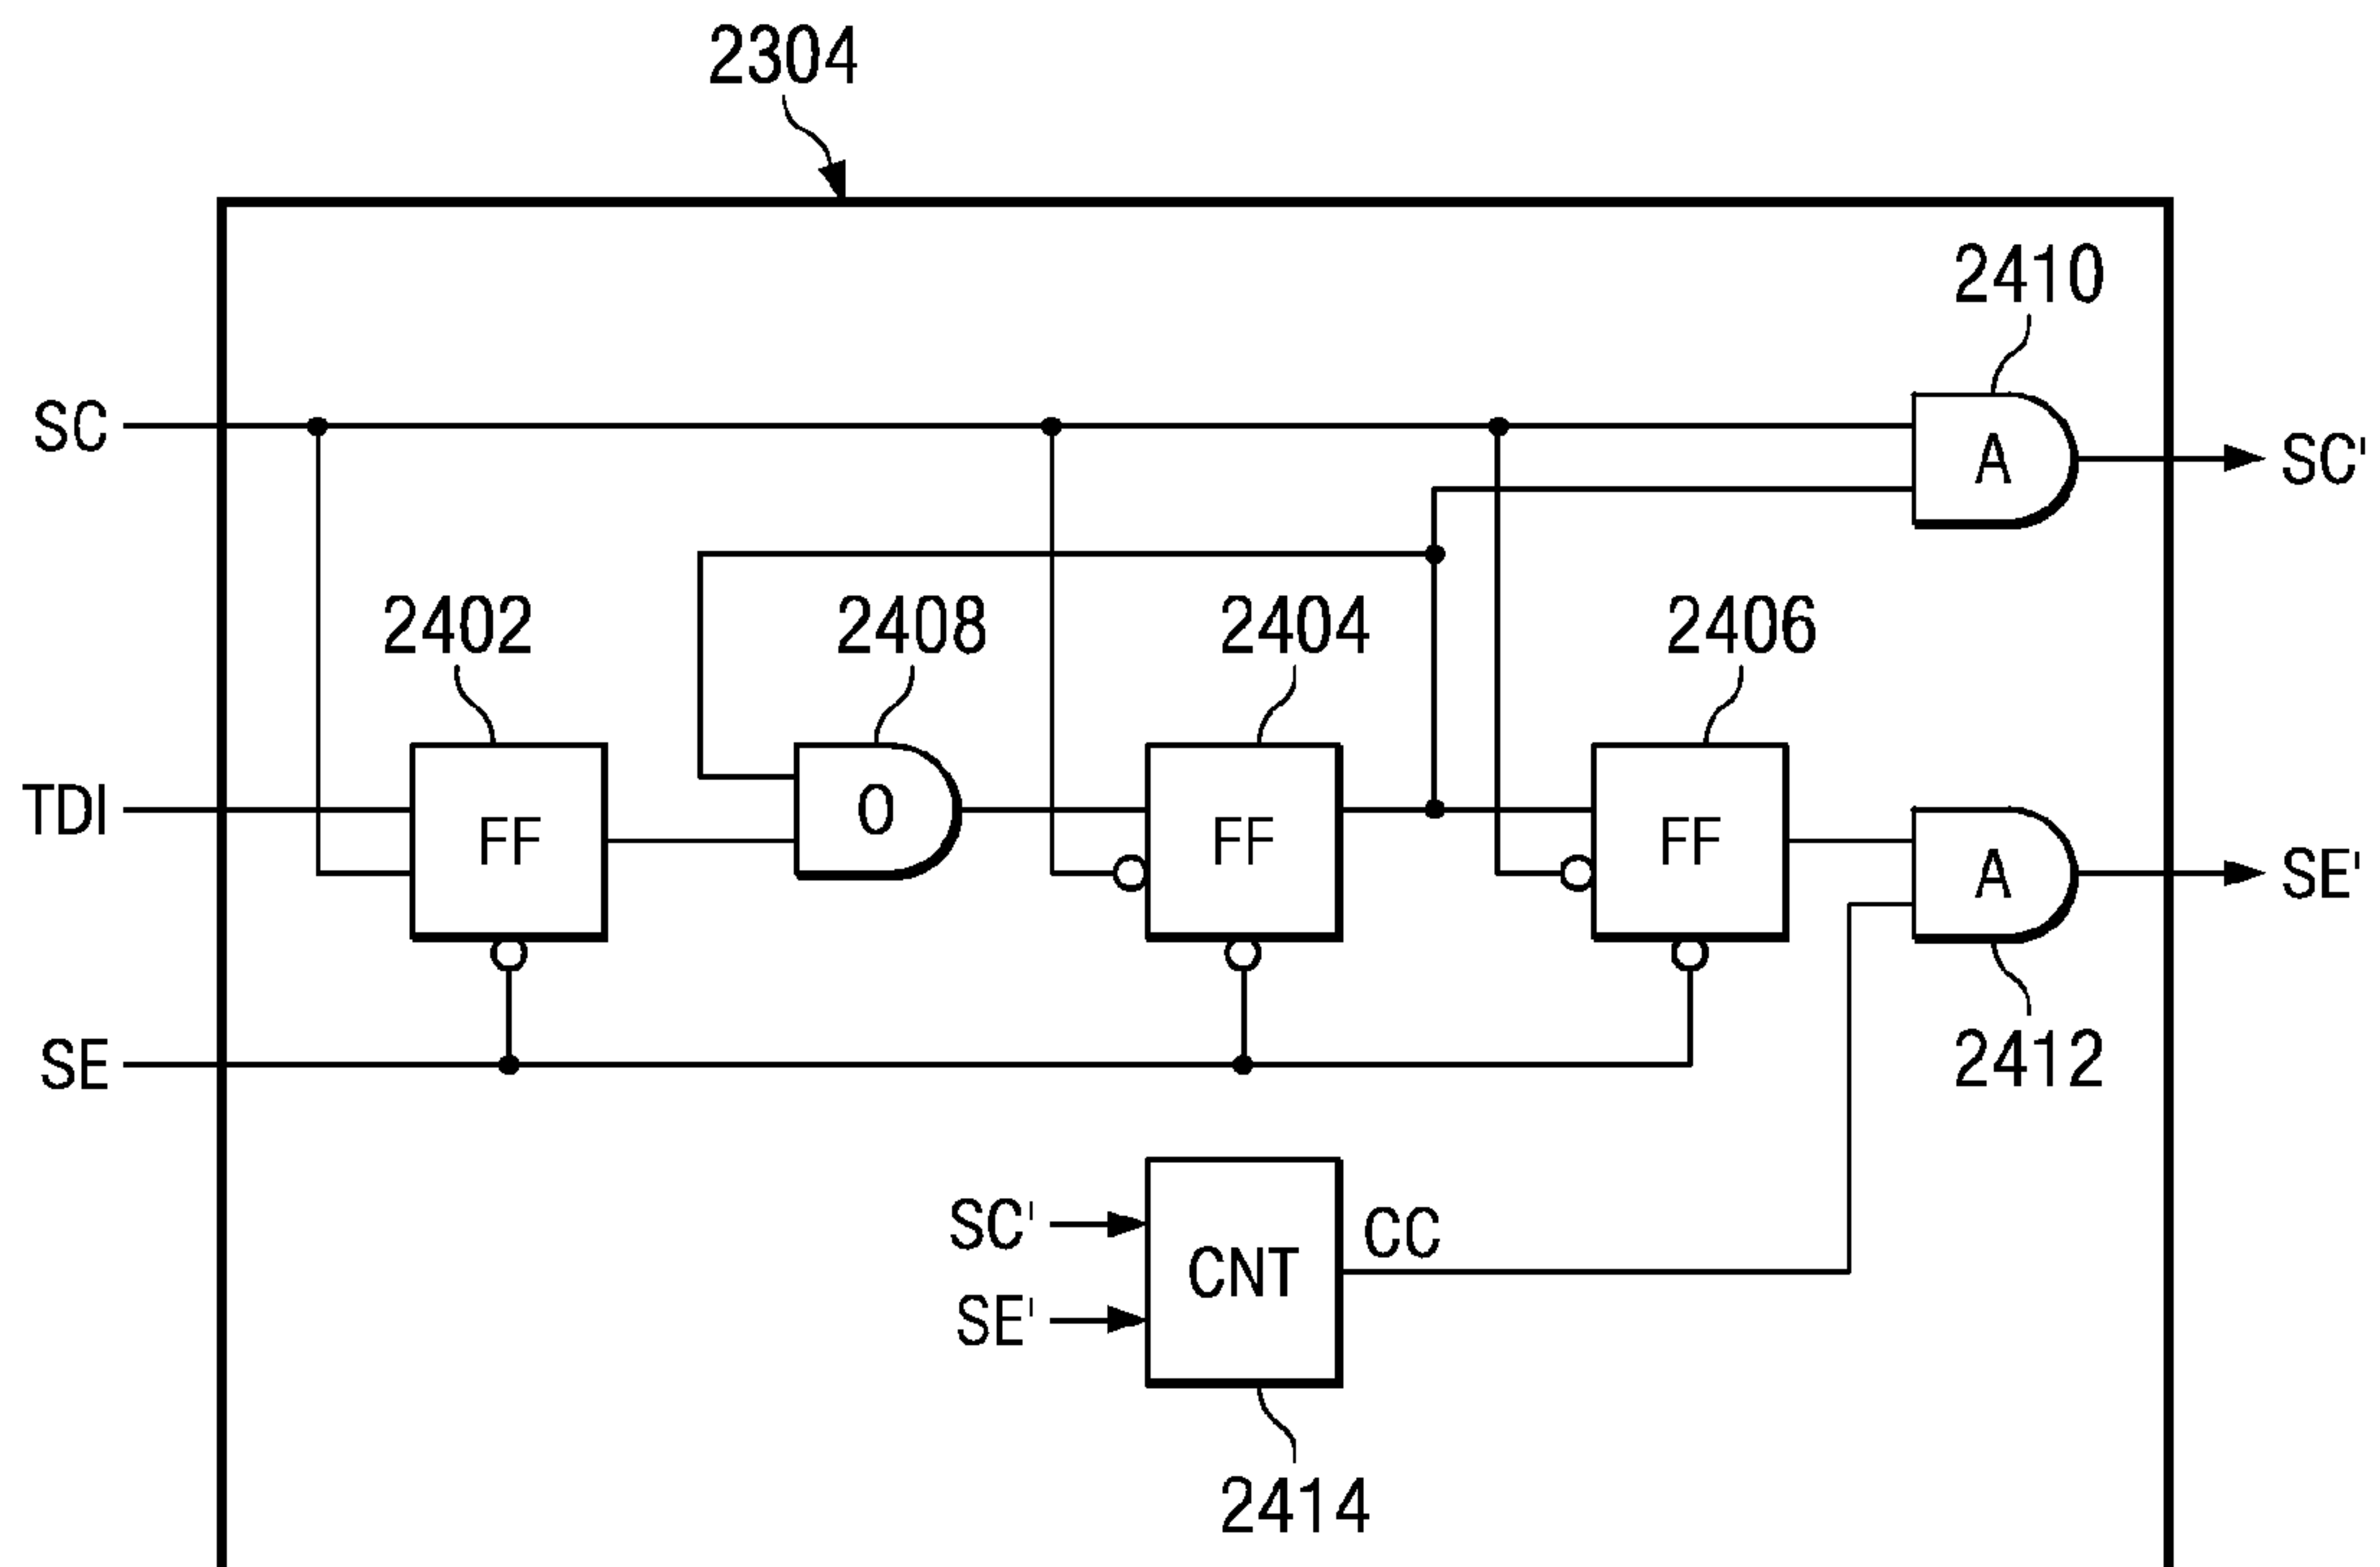 2304
2410
SC
A
SC'
2402
2408
2404
2406
TDI
FF
O
FF
FF
A
SE'
SE
2412
SC'
CNT
CC
SE'
2414